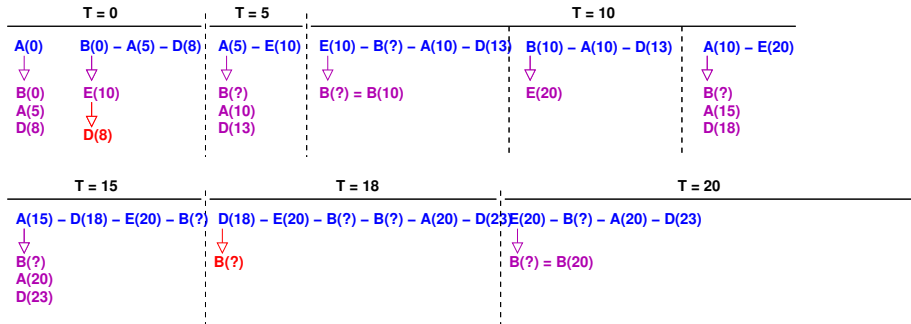 T = 0 T = 5 T = 10
A(0) B(0) – A(5) – D(8) A(5) – E(10) E(10) – B(?) – A(10) – D(13) B(10) – A(10) – D(13) A(10) – E(20)
B(0) E(10) B(?) B(?) = B(10) E(20) B(?)
A(5) A(10) A(15)
D(8) D(8) D(13) D(18)
T = 15 T = 18 T = 20
A(15) – D(18) – E(20) – B(?) D(18) – E(20) – B(?) – B(?) – A(20) – D(23) E(20) – B(?) – A(20) – D(23)
B(?) B(?) B(?) = B(20)
A(20)
D(23)